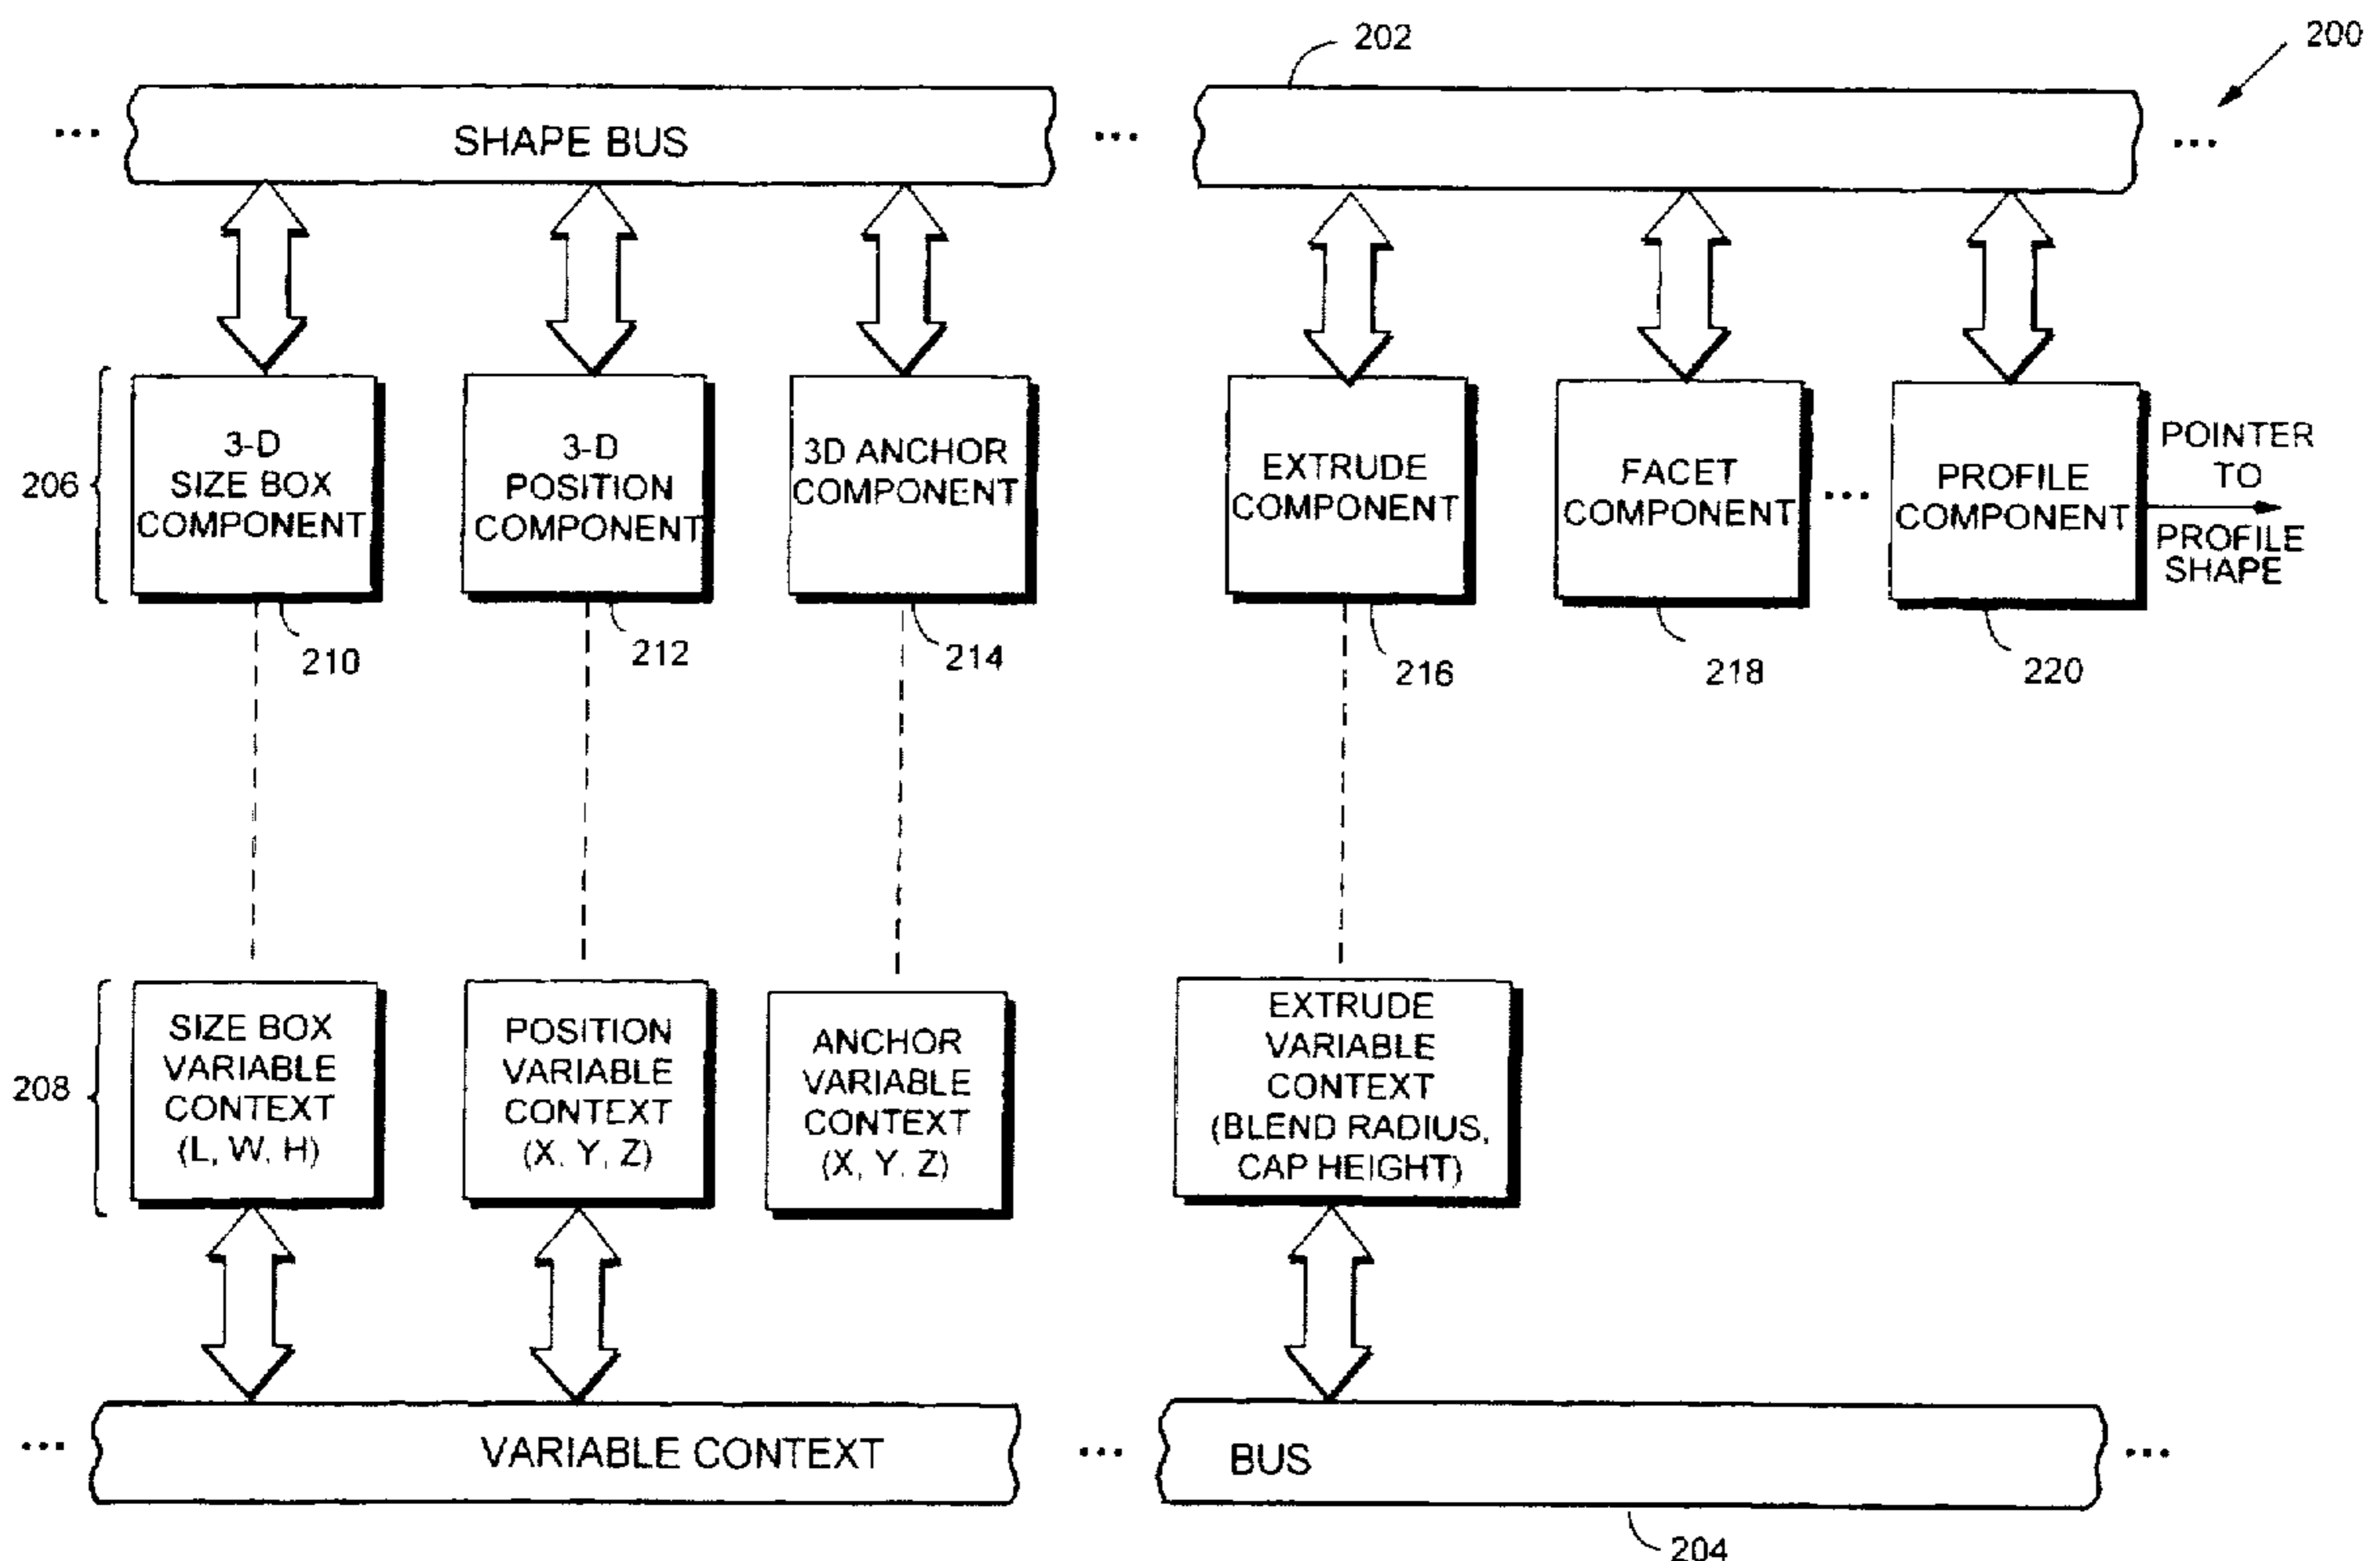 202
200
... SHAPE BUS ... ...
3-D
SIZE BOX
COMPONENT
3-D
POSITION
COMPONENT
3D ANCHOR
COMPONENT
EXTRUDE
COMPONENT
FACET
COMPONENT
...
PROFILE
COMPONENT
POINTER
TO
PROFILE
SHAPE
206
210
212
214
216
218
220
208
SIZE BOX
VARIABLE
CONTEXT
(L, W, H)
POSITION
VARIABLE
CONTEXT
(X, Y, Z)
ANCHOR
VARIABLE
CONTEXT
(X, Y, Z)
EXTRUDE
VARIABLE
CONTEXT
(BLEND RADIUS,
CAP HEIGHT)
... VARIABLE CONTEXT ... BUS ...
204